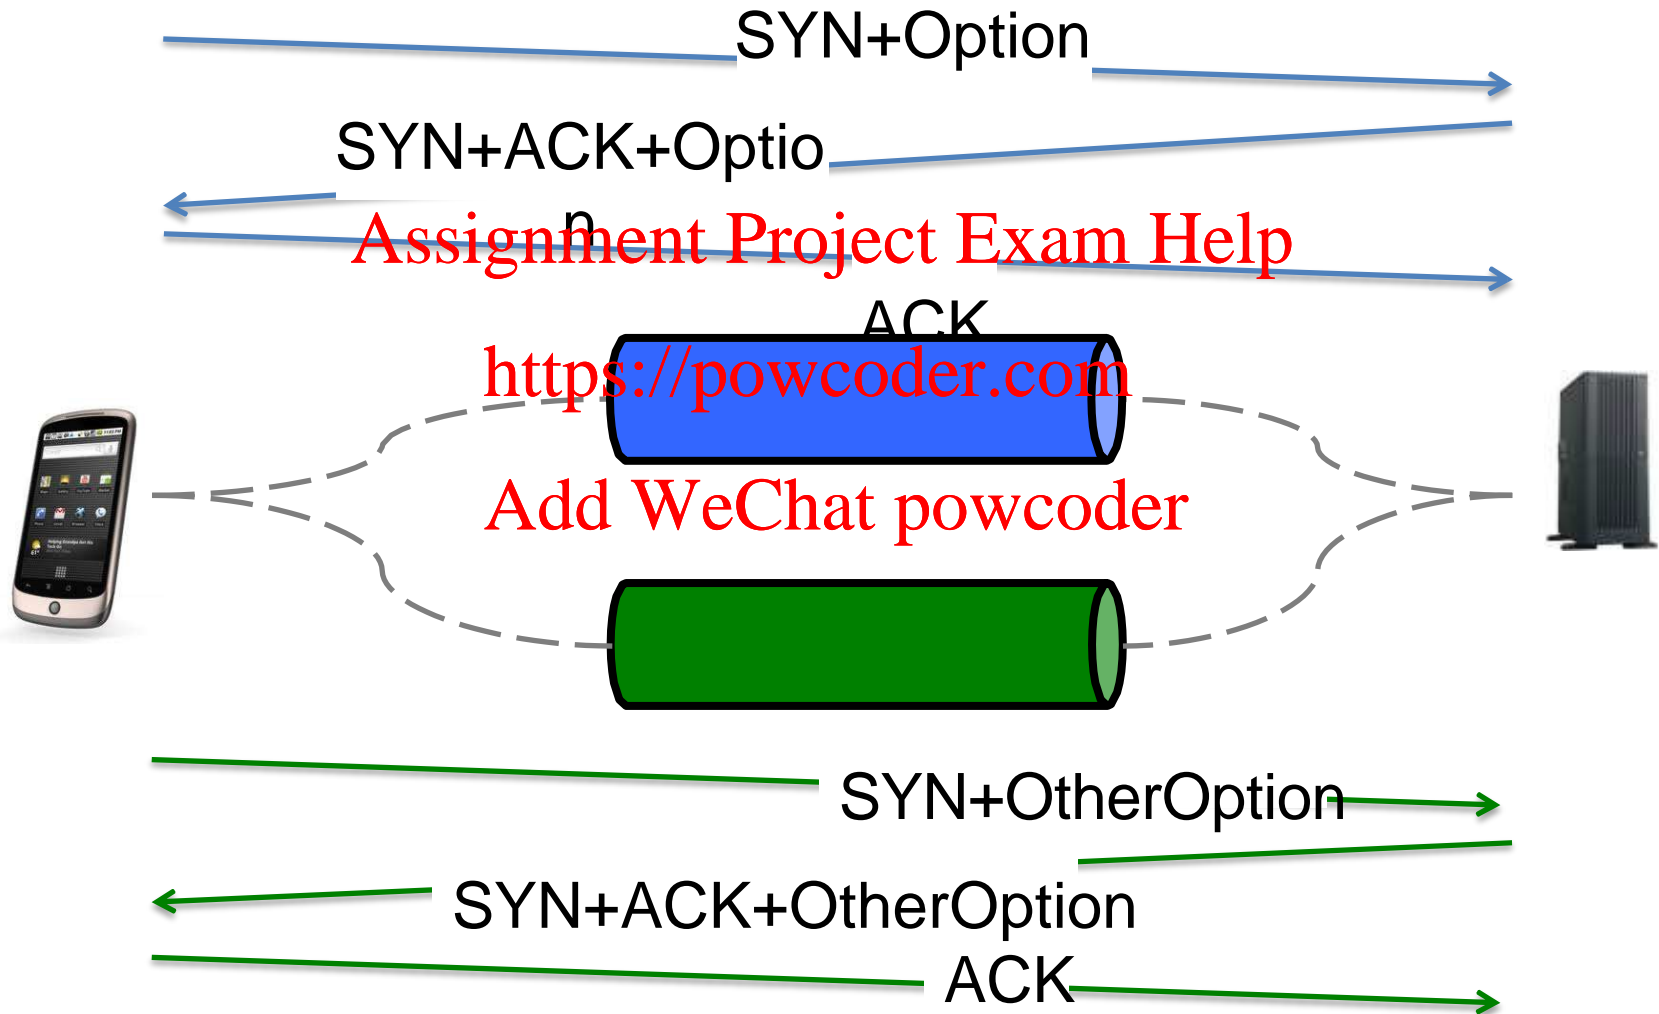 SYN+Option
SYN+ACK+Optio
n
Assignment Project Exam Help
ACK
https://powcoder.com
Add WeChat powcoder
SYN+OtherOption
SYN+ACK+OtherOption
ACK